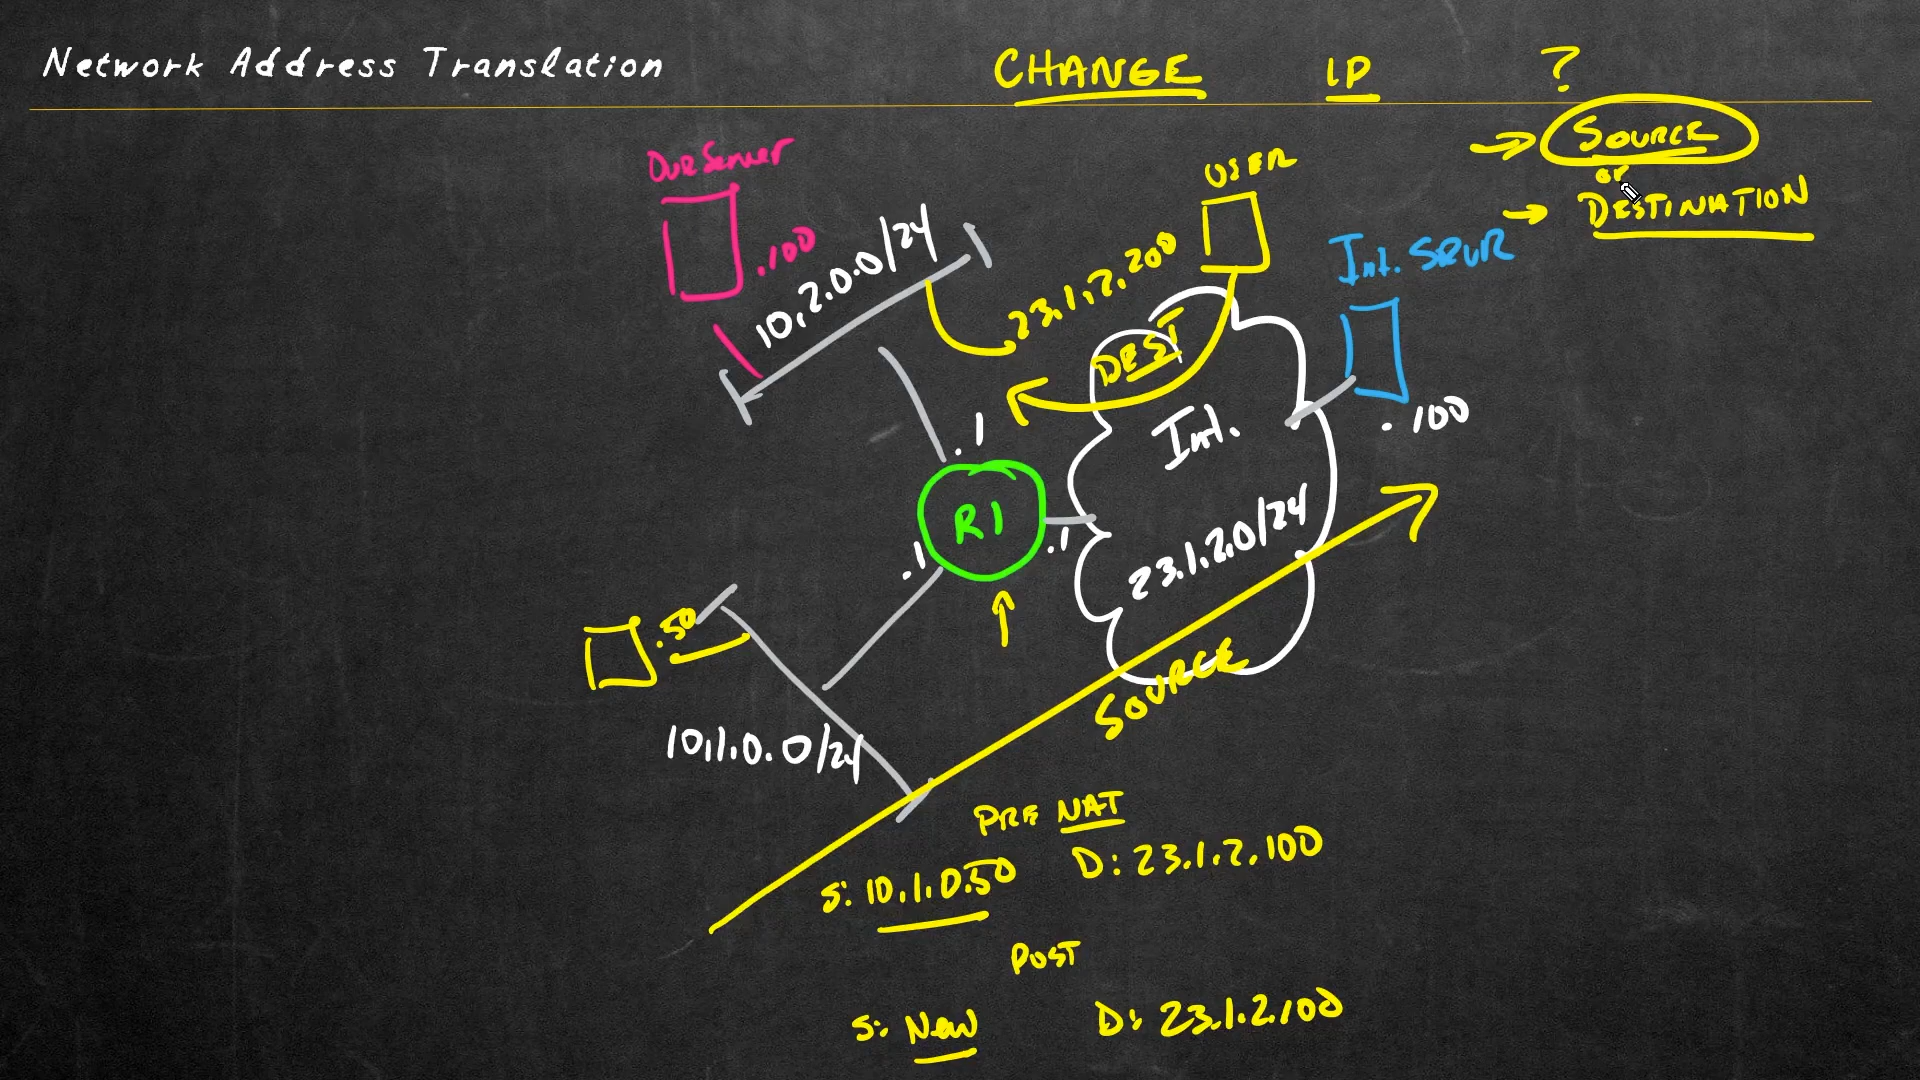 Network Address Translation
CHANGE IP ?
SOURCE
or
DESTINATION
OUR Server
.100
10.2.0.0/24
USER
23.1.2.200
DEST
Int. SRVR
.100
Int.
23.1.2.0/24
.1
R1
.1
.1
.50
10.1.0.0/24
SOURCE
PRE NAT
S: 10.1.0.50 D: 23.1.2.100
POST
S: New D: 23.1.2.100